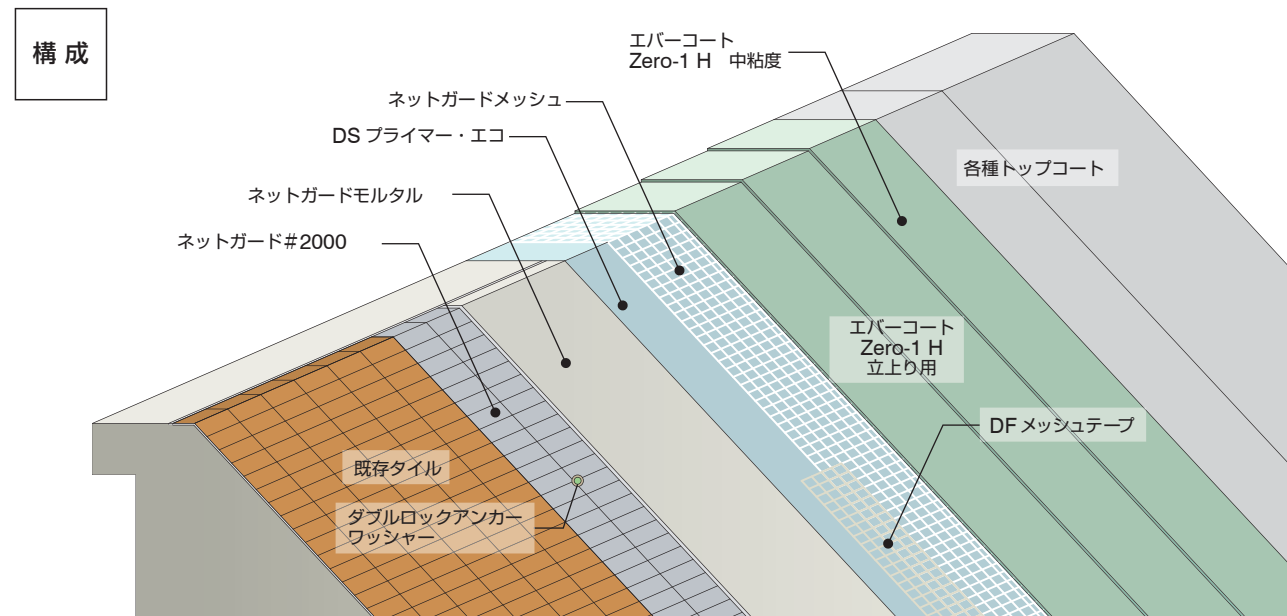 構成
エバーコート
Zero-1 H 中粘度
ネットガードメッシュ
DS プライマー・エコ
各種トップコート
ネットガードモルタル
ネットガード#2000
エバーコート
Zero-1 H
立上り用
DFメッシュテープ
既存タイル
ダブルロックアンカー
ワッシャー